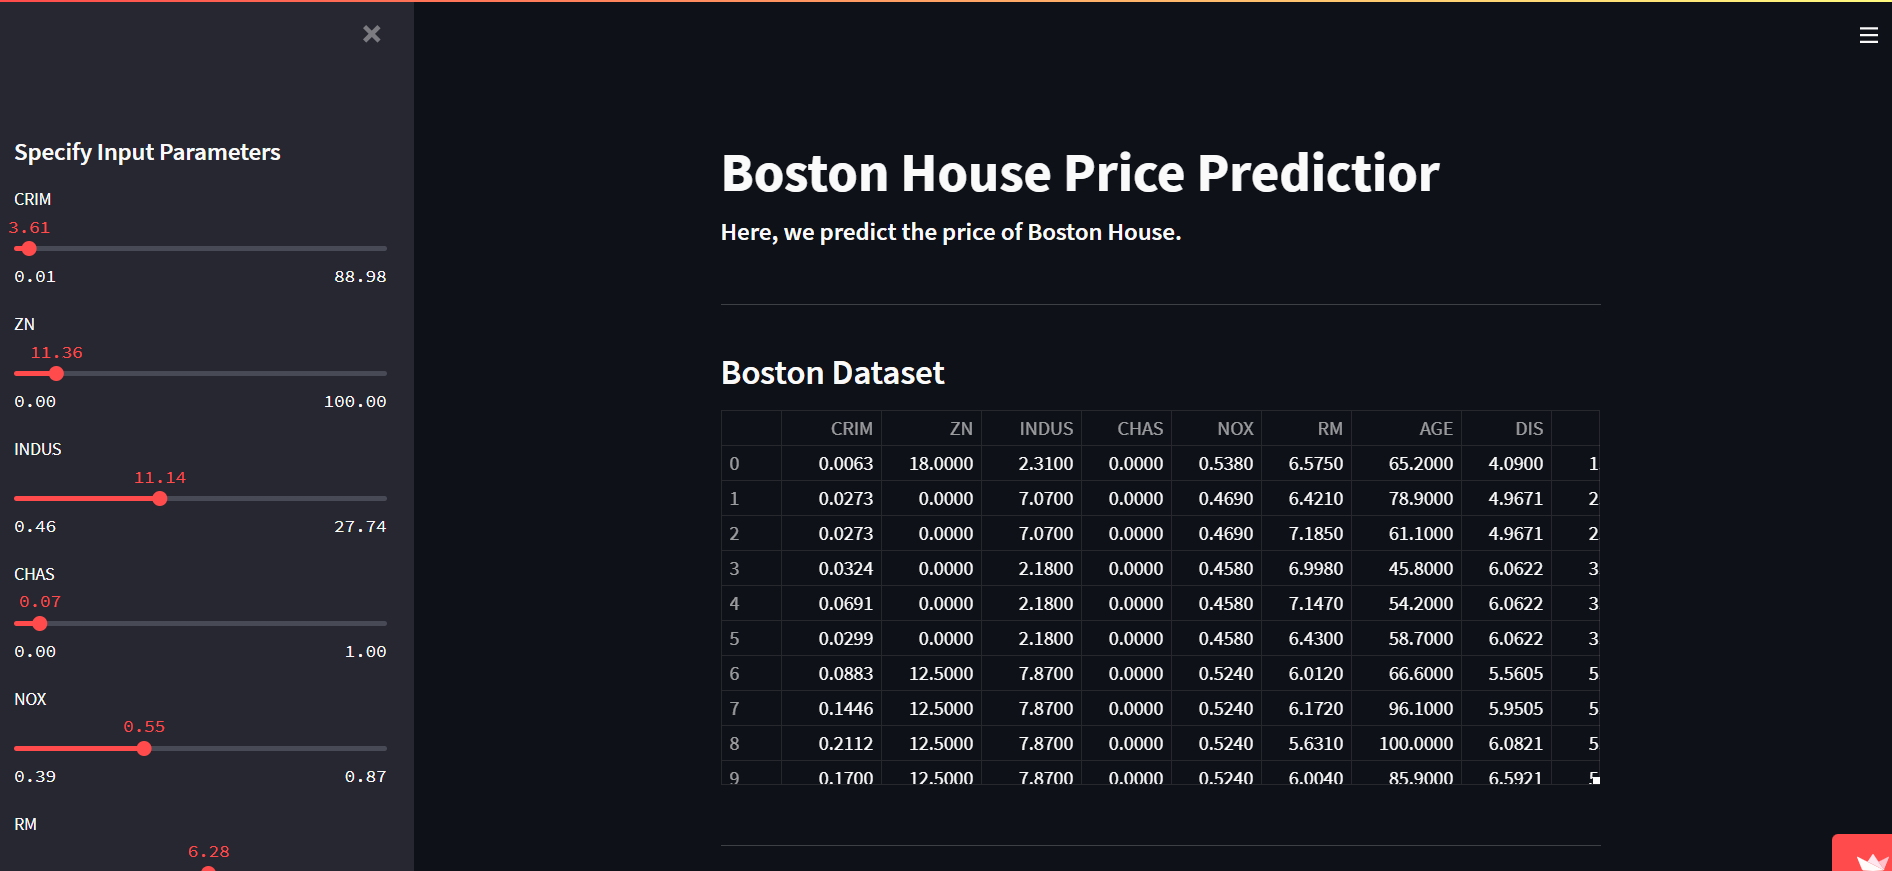 Specify Input Parameters
CRIM
3.61
0.01 88.98
ZN
11.36
0.00 100.00
INDUS
11.14
0.46 27.74
CHAS
0.07
0.00 1.00
NOX
0.55
0.39 0.87
RM
6.28
Boston House Price Predictior
Here, we predict the price of Boston House.
Boston Dataset
CRIM ZN INDUS CHAS NOX RM AGE DIS
0 0.0063 18.0000 2.3100 0.0000 0.5380 6.5750 65.2000 4.0900 1
1 0.0273 0.0000 7.0700 0.0000 0.4690 6.4210 78.9000 4.9671 2
2 0.0273 0.0000 7.0700 0.0000 0.4690 7.1850 61.1000 4.9671 2
3 0.0324 0.0000 2.1800 0.0000 0.4580 6.9980 45.8000 6.0622 3
4 0.0691 0.0000 2.1800 0.0000 0.4580 7.1470 54.2000 6.0622 3
5 0.0299 0.0000 2.1800 0.0000 0.4580 6.4300 58.7000 6.0622 3
6 0.0883 12.5000 7.8700 0.0000 0.5240 6.0120 66.6000 5.5605 5
7 0.1446 12.5000 7.8700 0.0000 0.5240 6.1720 96.1000 5.9505 5
8 0.2112 12.5000 7.8700 0.0000 0.5240 5.6310 100.0000 6.0821 5
9 0.1700 12.5000 7.8700 0.0000 0.5240 6.0040 85.9000 6.5921 5